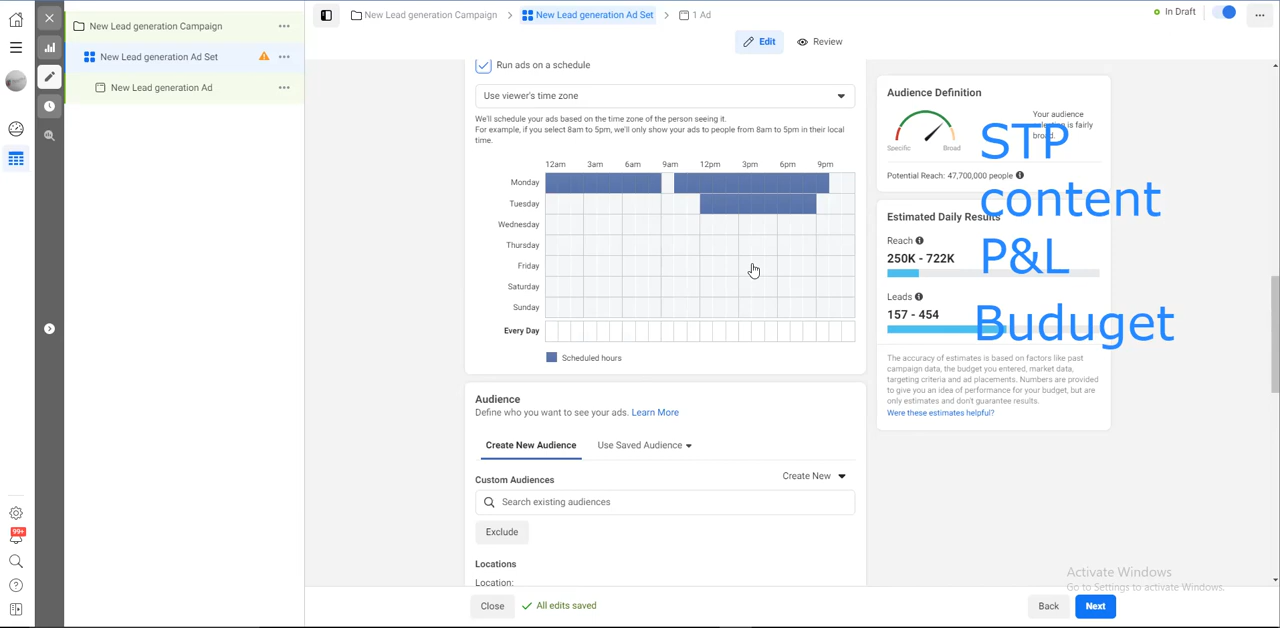 New Lead generation Campaign
New Lead generation Ad Set
New Lead generation Ad
99+
New Lead generation Campaign
New Lead generation Ad Set
1 Ad
In Draft
Edit
Review
Run ads on a schedule
Use viewer's time zone
We'll schedule your ads based on the time zone of the person seeing it.
For example, if you select 8am to 5pm, we'll only show your ads to people from 8am to 5pm in their local
time.
12am 3am 6am 9am 12pm 3pm 6pm 9pm
Monday
Tuesday
Wednesday
Thursday
Friday
Saturday
Sunday
Every Day
Scheduled hours
Audience
Define who you want to see your ads. Learn More
Create New Audience
Use Saved Audience
Custom Audiences
Create New
Search existing audiences
Exclude
Locations
Location:
Close
All edits saved
Back
Next
Audience Definition
Your audience
selection is fairly
broad.
Specific
Broad
Potential Reach: 47,700,000 people
Estimated Daily Results
Reach
250K - 722K
Leads
157 - 454
The accuracy of estimates is based on factors like past
campaign data, the budget you entered, market data,
targeting criteria and ad placements. Numbers are provided
to give you an idea of performance for your budget, but are
only estimates and don't guarantee results.
Were these estimates helpful?
STP
content
P&L
Buduget
Activate Windows
Go to Settings to activate Windows.